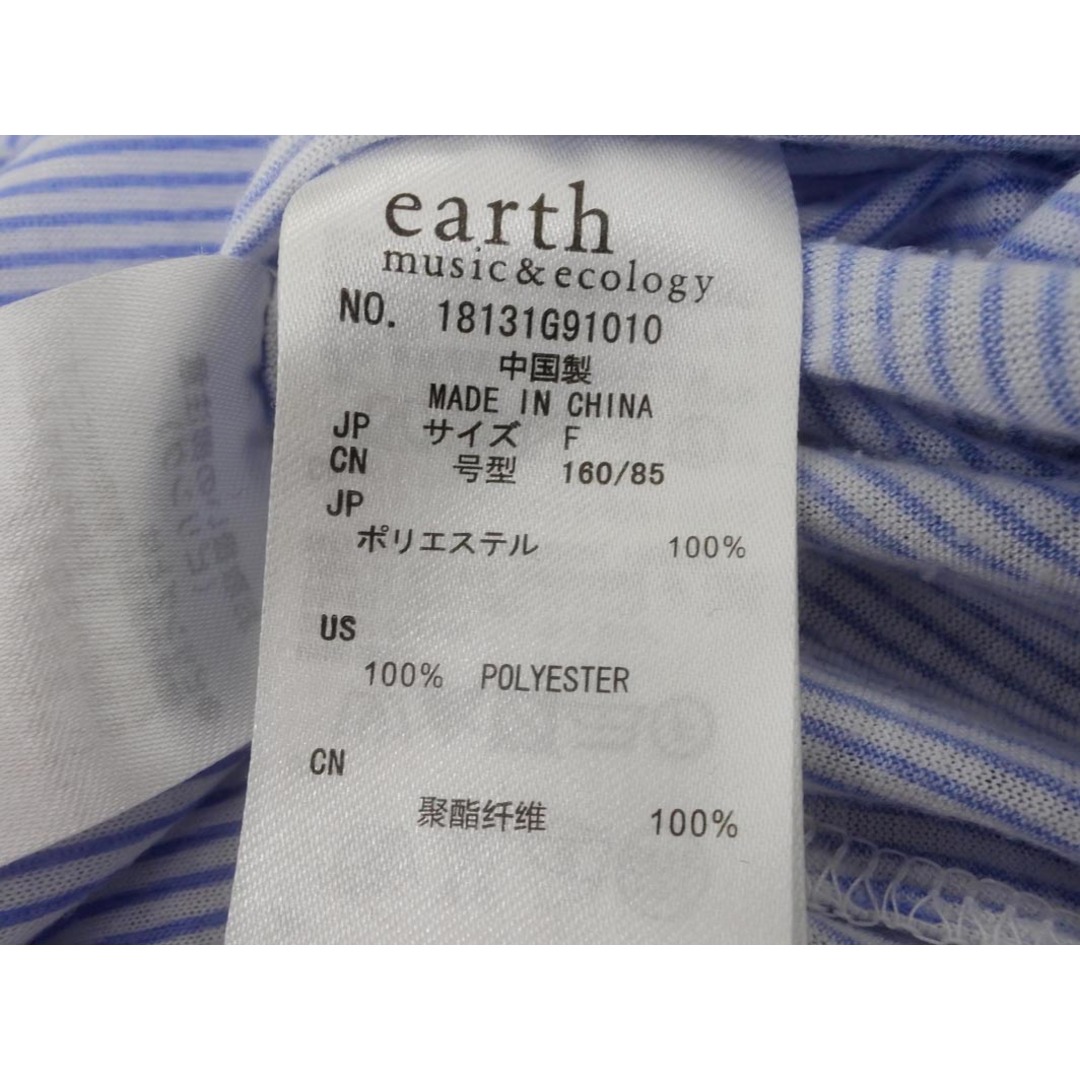 earth
music&ecology
NO. 18131G91010
中国製
MADE IN CHINA
JP サイズ F
CN 号型 160/85
JP
ポリエステル 100%
US
100% POLYESTER
CN
聚酯纤维 100%